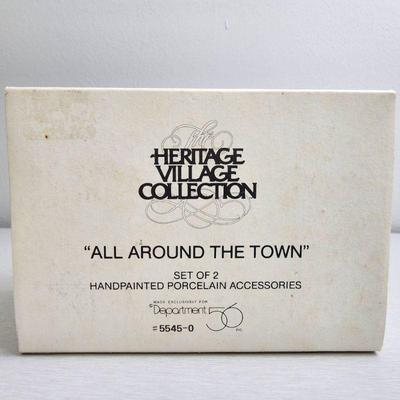 The
HERITAGE
VILLAGE
COLLECTION
"ALL AROUND THE TOWN"
SET OF 2
HANDPAINTED PORCELAIN ACCESSORIES
MADE EXCLUSIVELY FOR
©Department 56 INC.
#5545-0